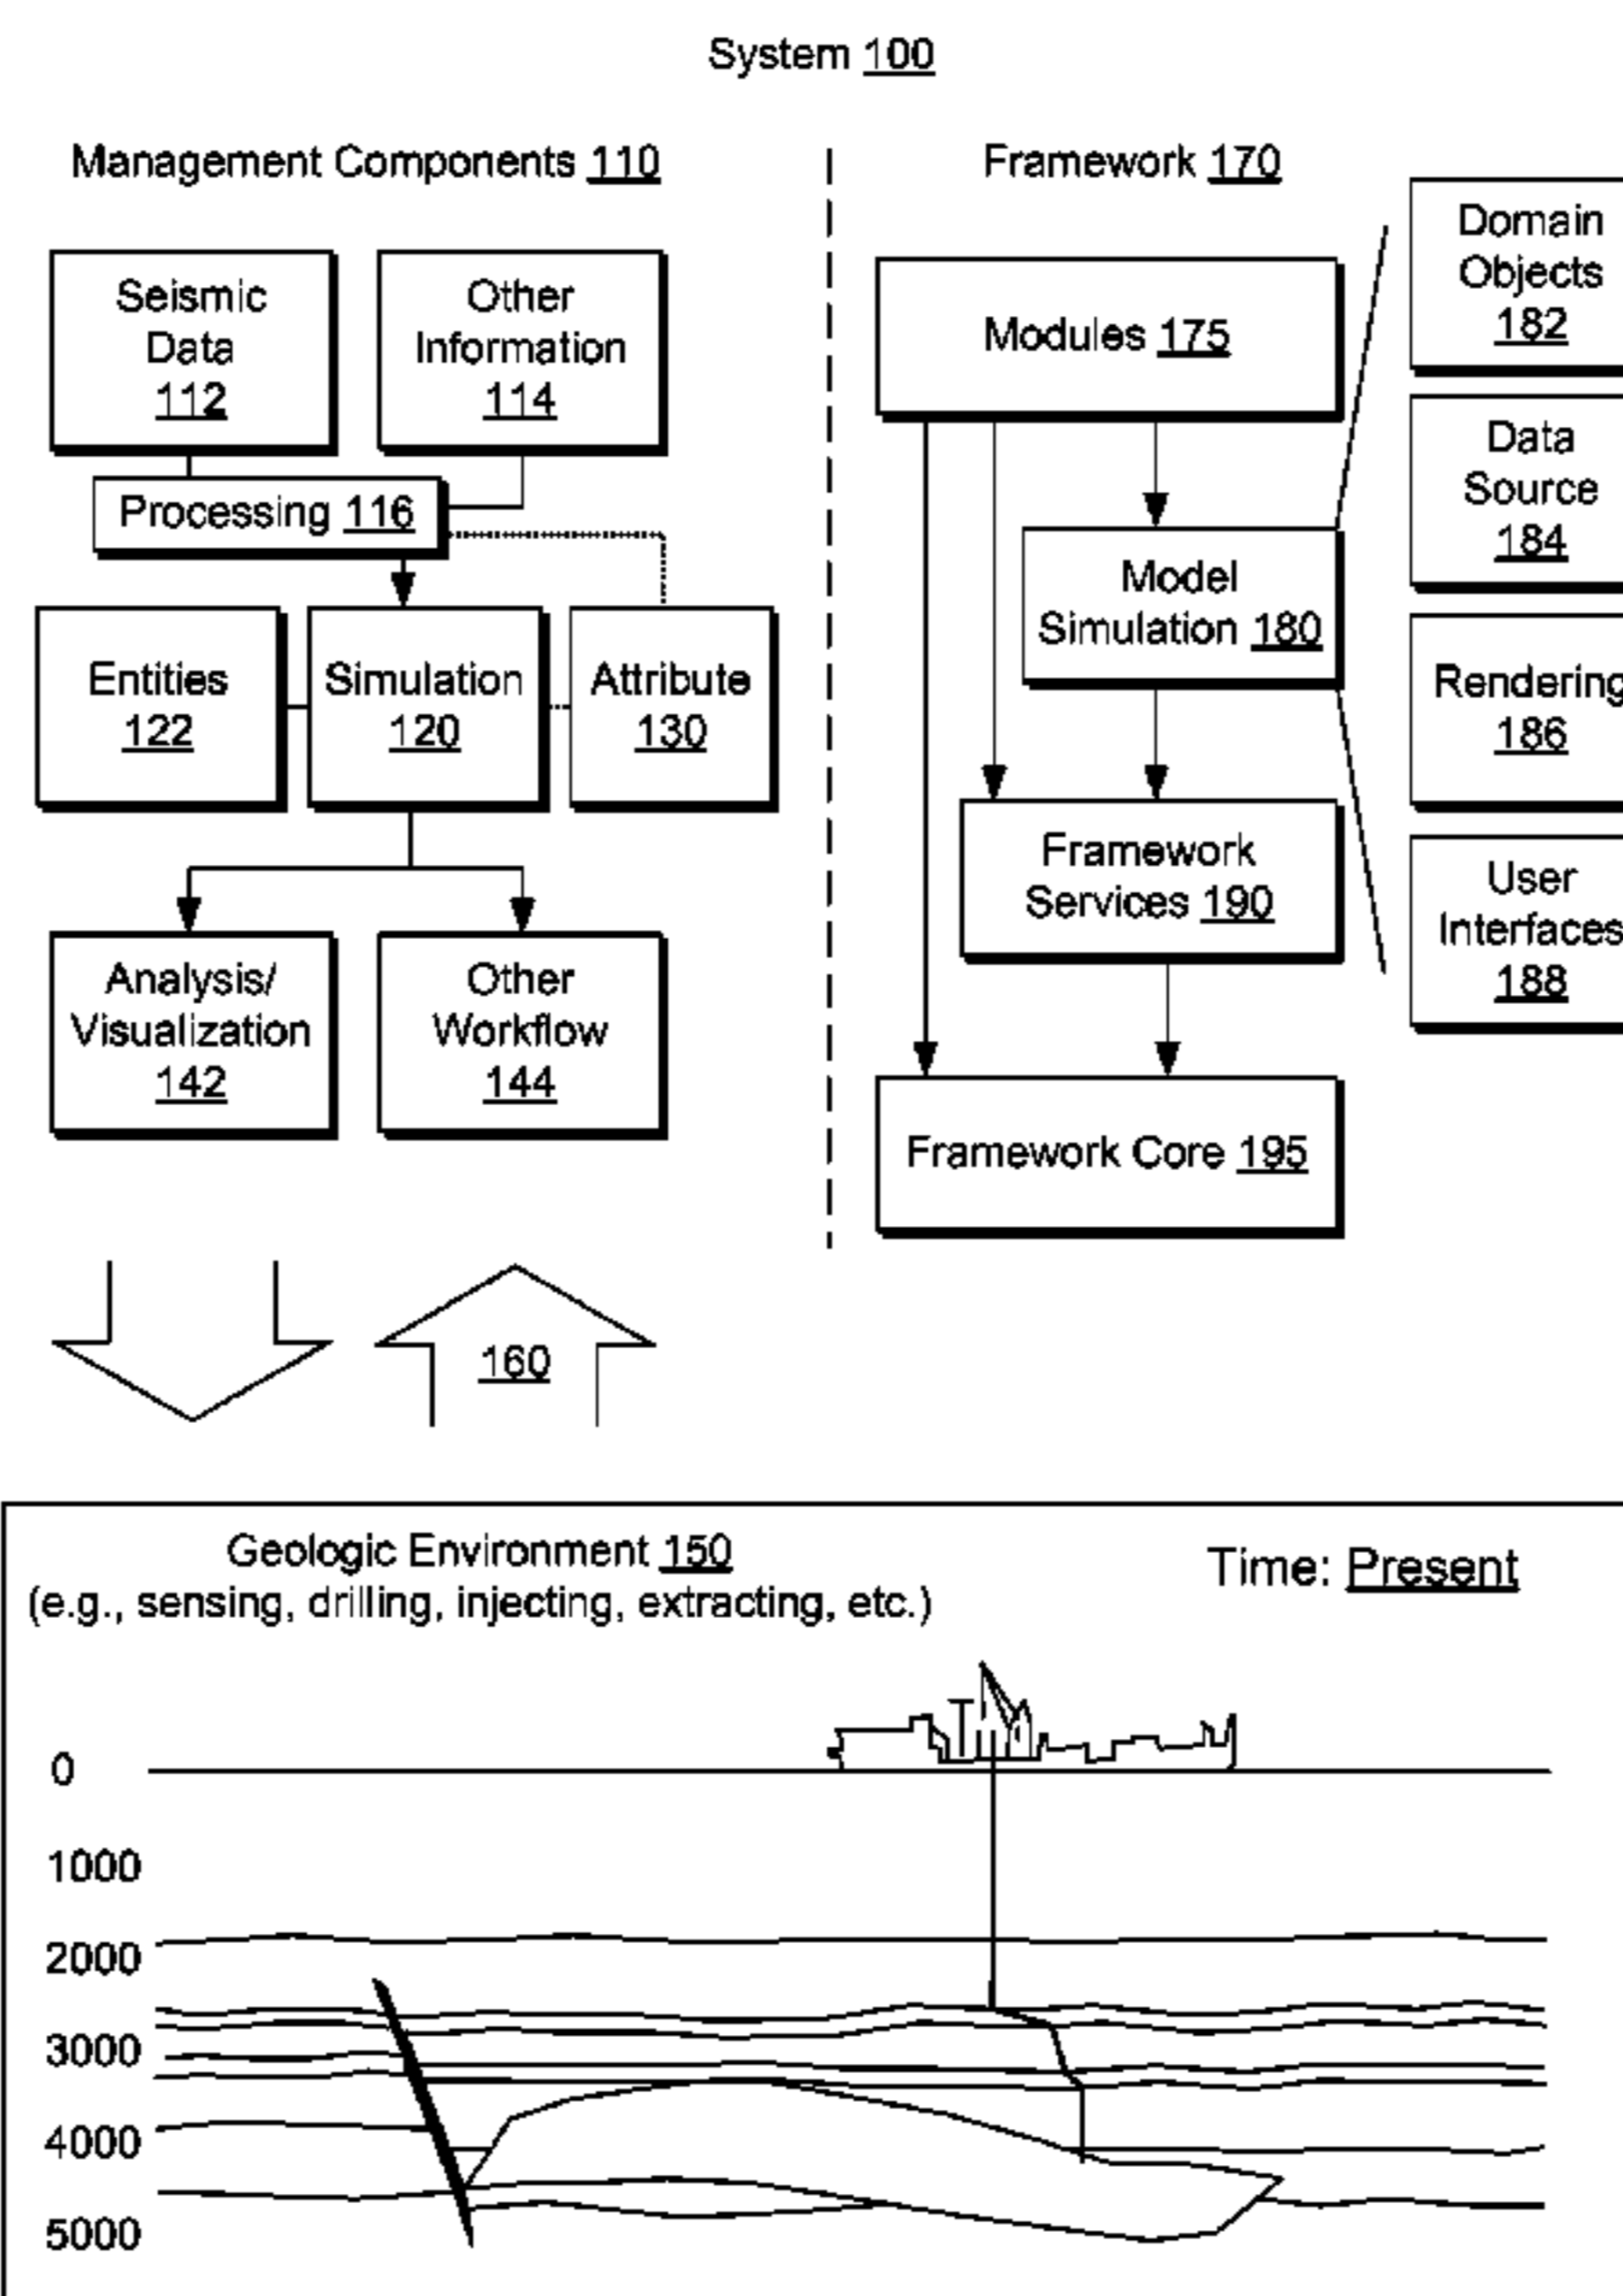 System 100
Management Components 110
Seismic
Data
112
Other
Information
114
Processing 116
Entities
122
Simulation
120
Attribute
130
Analysis/
Visualization
142
Other
Workflow
144
Framework 170
Modules 175
Model
Simulation 180
Framework
Services 190
Framework Core 195
Domain
Objects
182
Data
Source
184
Rendering
186
User
Interfaces
188
160
Geologic Environment 150
(e.g., sensing, drilling, injecting, extracting, etc.)
Time: Present
0
1000
2000
3000
4000
5000